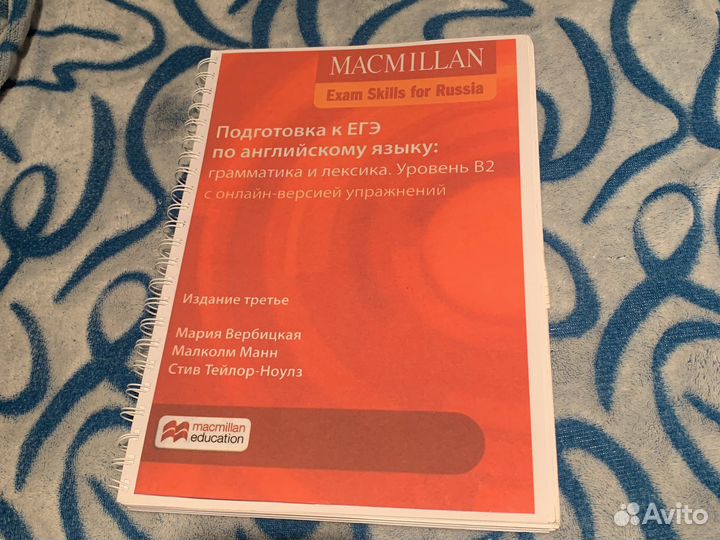 MACMILLAN
Exam Skills for Russia
Подготовка к ЕГЭ
по английскому языку:
грамматика и лексика. Уровень B2
с онлайн-версией упражнений
Издание третье
Мария Вербицкая
Малколм Манн
Стив Тейлор-Ноулз
macmillan
education
Avito